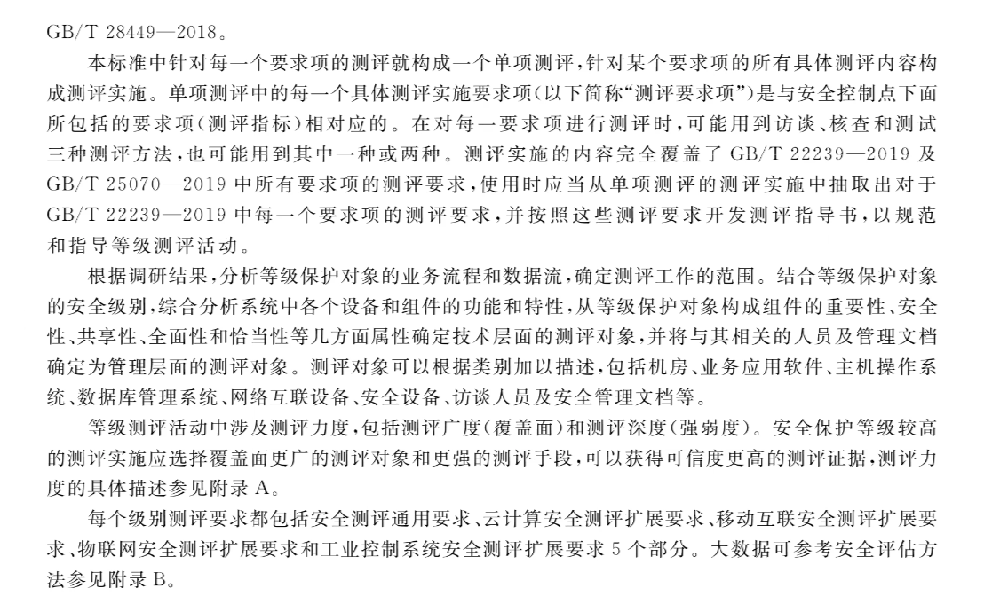 GB/T 28449—2018。
本标准中针对每一个要求项的测评就构成一个单项测评,针对某个要求项的所有具体测评内容构
成测评实施。单项测评中的每一个具体测评实施要求项(以下简称“测评要求项”)是与安全控制点下面
所包括的要求项(测评指标)相对应的。在对每一要求项进行测评时,可能用到访谈、核查和测试
三种测评方法,也可能用到其中一种或两种。测评实施的内容完全覆盖了 GB/T 22239—2019 及
GB/T 25070—2019 中所有要求项的测评要求,使用时应当从单项测评的测评实施中抽取出对于
GB/T 22239—2019 中每一个要求项的测评要求,并按照这些测评要求开发测评指导书,以规范
和指导等级测评活动。
根据调研结果,分析等级保护对象的业务流程和数据流,确定测评工作的范围。结合等级保护对象
的安全级别,综合分析系统中各个设备和组件的功能和特性,从等级保护对象构成组件的重要性、安全
性、共享性、全面性和恰当性等几方面属性确定技术层面的测评对象,并将与其相关的人员及管理文档
确定为管理层面的测评对象。测评对象可以根据类别加以描述,包括机房、业务应用软件、主机操作系
统、数据库管理系统、网络互联设备、安全设备、访谈人员及安全管理文档等。
等级测评活动中涉及测评力度,包括测评广度(覆盖面)和测评深度(强弱度)。安全保护等级较高
的测评实施应选择覆盖面更广的测评对象和更强的测评手段,可以获得可信度更高的测评证据,测评力
度的具体描述参见附录 A。
每个级别测评要求都包括安全测评通用要求、云计算安全测评扩展要求、移动互联安全测评扩展要
求、物联网安全测评扩展要求和工业控制系统安全测评扩展要求 5 个部分。大数据可参考安全评估方
法参见附录 B。